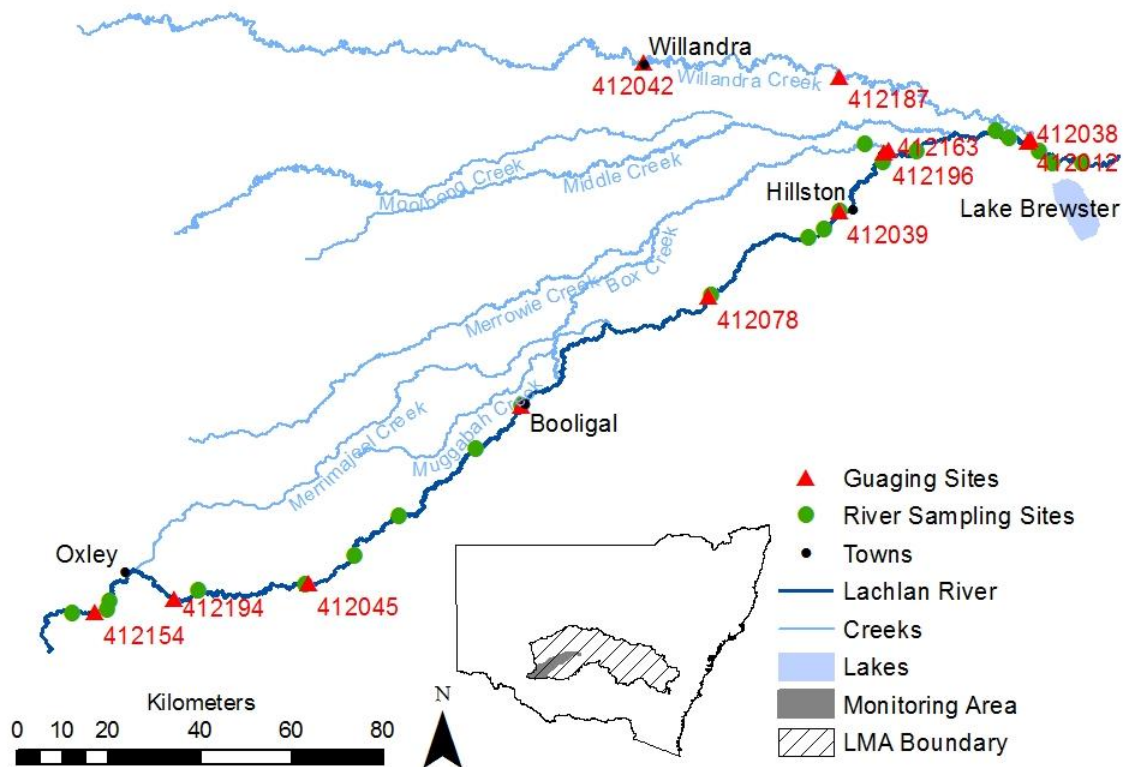 Willandra
412042
Willandra Creek
412187
412038
412163
412012
412196
Moorbeng Creek
Middle Creek
Hillston
Lake Brewster
412039
Box Creek
Merrowie Creek
412078
Booligal
Muggabah Creek
Merrimajeel Creek
Oxley
412194
412045
412154
Guaging Sites
River Sampling Sites
Towns
Lachlan River
Creeks
Lakes
Monitoring Area
LMA Boundary
Kilometers
0 10 20 40 60 80
N